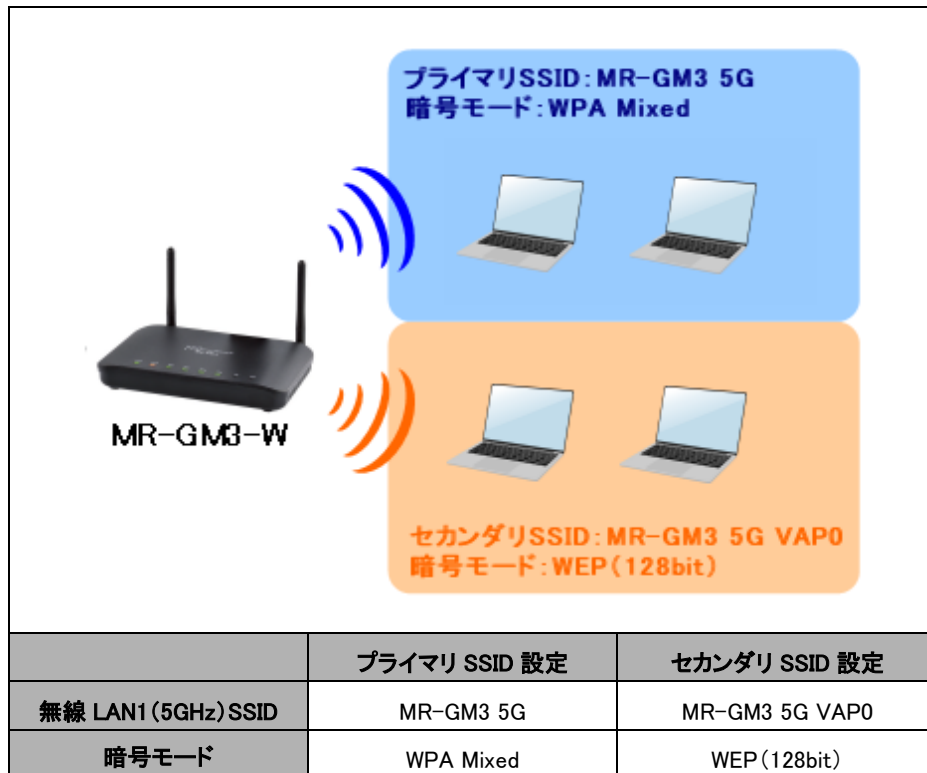 プライマリSSID:MR-GM3 5G
暗号モード:WPA Mixed
MR-GM3-W
セカンダリSSID:MR-GM3 5G VAP0
暗号モード:WEP(128bit)
プライマリ SSID 設定 セカンダリ SSID 設定
無線 LAN1(5GHz)SSID MR-GM3 5G MR-GM3 5G VAP0
暗号モード WPA Mixed WEP(128bit)